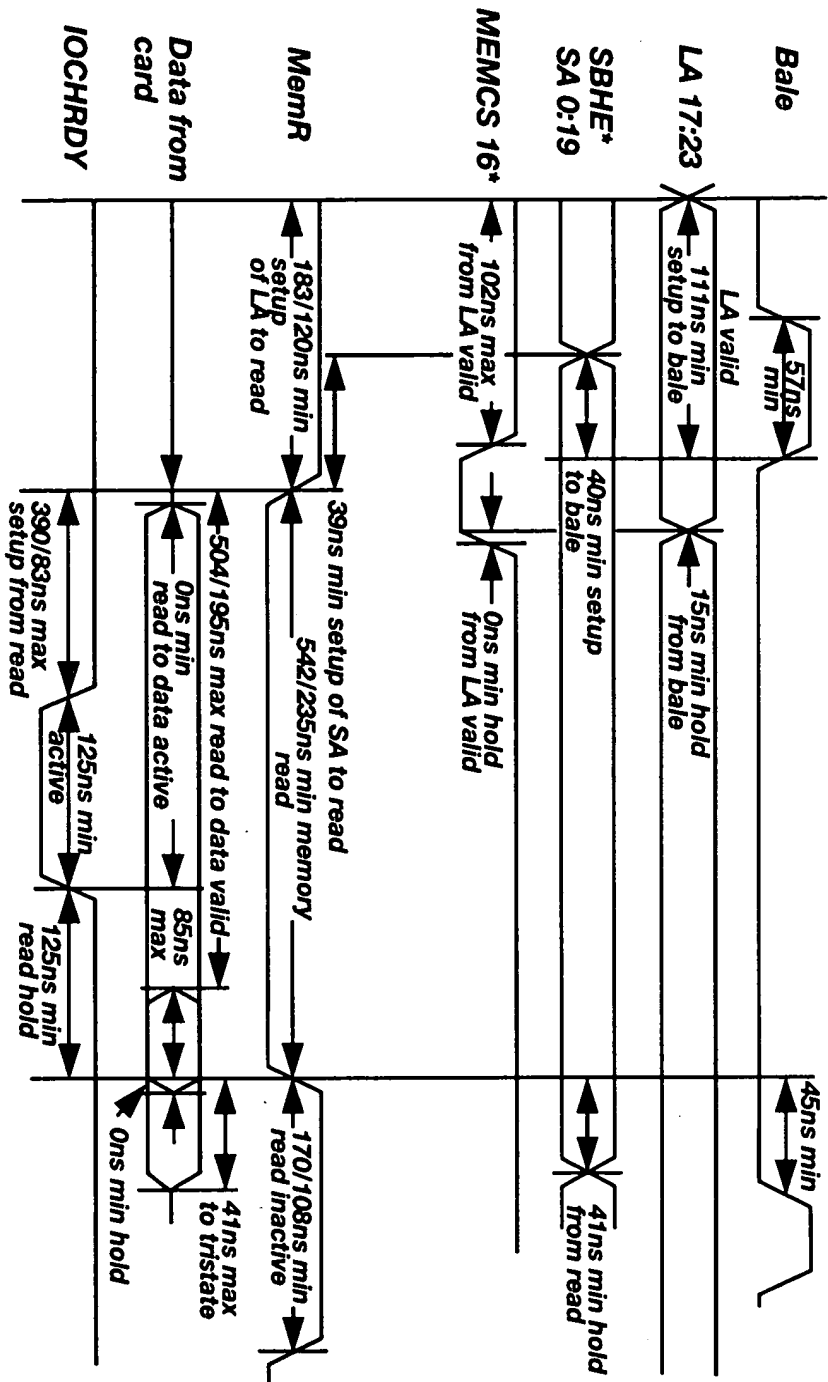 Bale
57ns
min
45ns min
LA 17:23
LA valid
111ns min
setup to bale
15ns min hold
from bale
SBHE*
SA 0:19
40ns min setup
to bale
41ns min hold
from read
MEMCS 16*
102ns max
from LA valid
0ns min hold
from LA valid
39ns min setup of SA to read
MemR
183/120ns min
setup
of LA to read
542/235ns min memory
read
170/108ns min
read inactive
504/195ns max read to data valid
41ns max
to tristate
Data from
card
0ns min
read to data active
85ns
max
0ns min hold
IOCHRDY
390/83ns max
setup from read
125ns min
active
125ns min
read hold